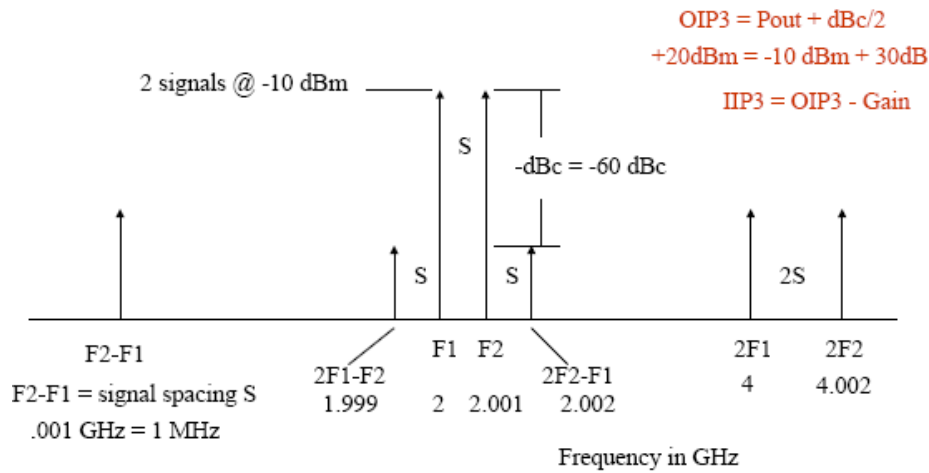 OIP3 = Pout + dBc/2
+20dBm = -10 dBm + 30dB
IIP3 = OIP3 - Gain
2 signals @ -10 dBm
S
-dBc = -60 dBc
S
S
2S
F2-F1
F1
F2
2F1
2F2
2F1-F2
2F2-F1
F2-F1 = signal spacing S
1.999
2
2.001
2.002
4
4.002
.001 GHz = 1 MHz
Frequency in GHz